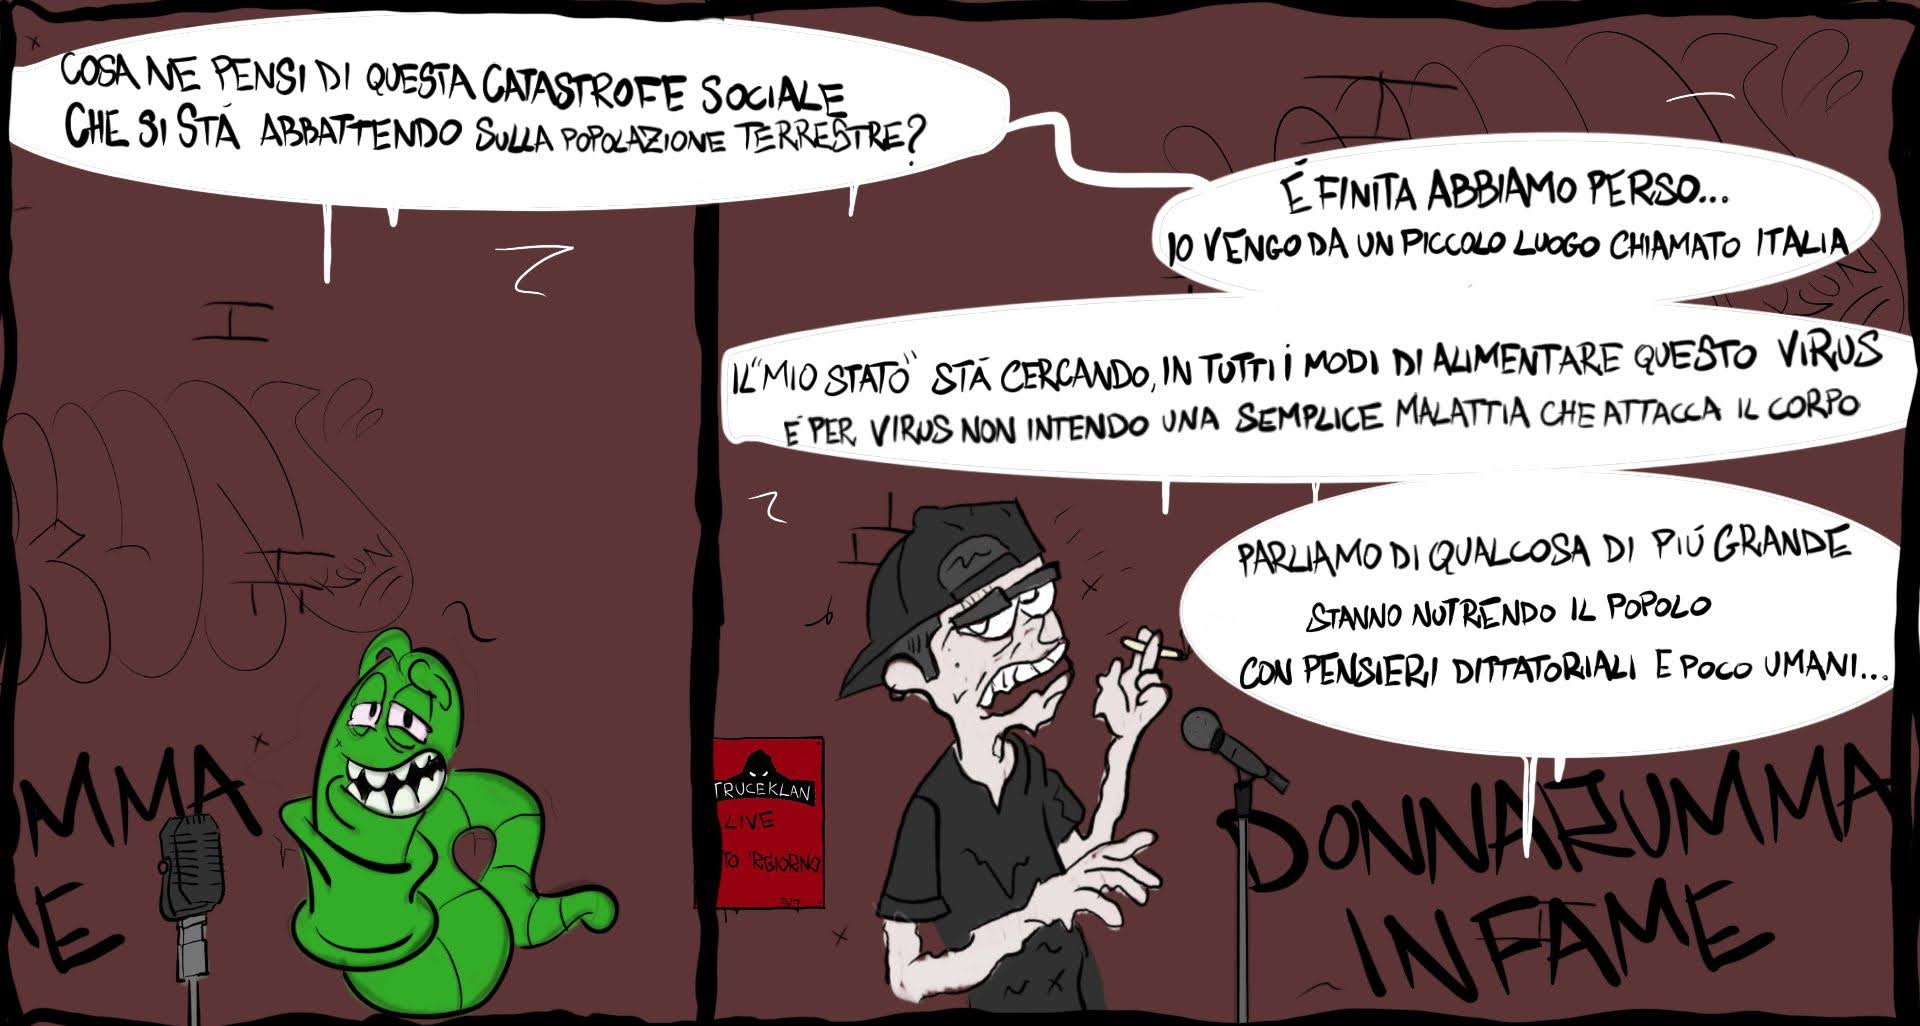 COSA NE PENSI DI QUESTA CATASTROFE SOCIALE
CHE SI STÁ ABBATTENDO SULLA POPOLAZIONE TERRESTRE?
É FINITA ABBIAMO PERSO...
IO VENGO DA UN PICCOLO LUOGO CHIAMATO ITALIA
IL "MIO STATO" STÁ CERCANDO, IN TUTTI I MODI DI ALIMENTARE QUESTO VIRUS
É PER VIRUS NON INTENDO UNA SEMPLICE MALATTIA CHE ATTACCA IL CORPO
PARLIAMO DI QUALCOSA DI PIÚ GRANDE
STANNO NUTRENDO IL POPOLO
CON PENSIERI DITTATORIALI E POCO UMANI...
MMA
E
TRUCEKLAN
LIVE
TO 'RGIORNO
DONNARUMMA
INFAME